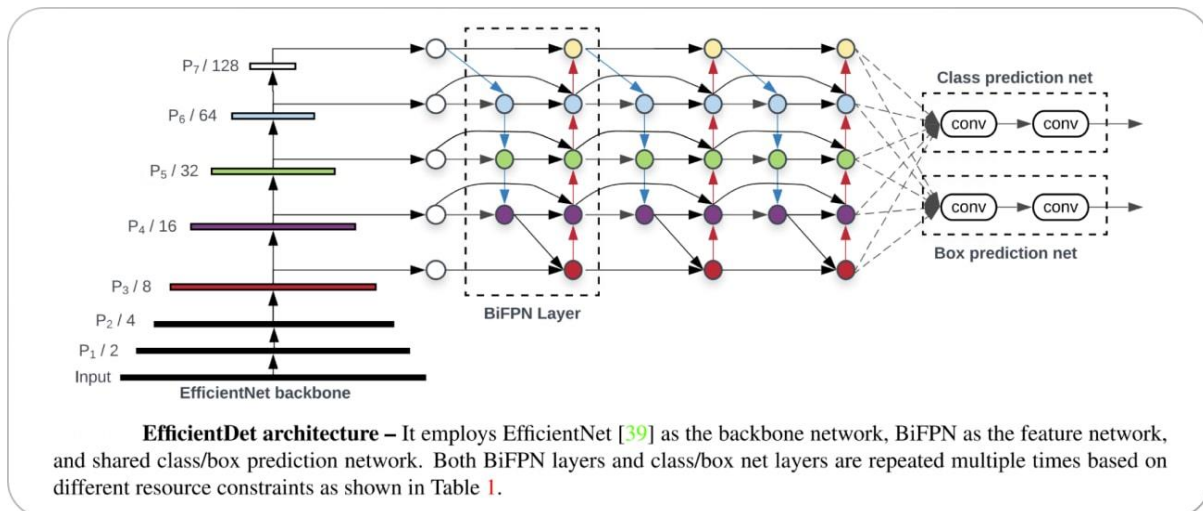 P₇ / 128
P₆ / 64
P₅ / 32
P₄ / 16
P₃ / 8
P₂ / 4
P₁ / 2
Input
EfficientNet backbone
BiFPN Layer
Class prediction net
conv conv
conv conv
Box prediction net
EfficientDet architecture – It employs EfficientNet [39] as the backbone network, BiFPN as the feature network,
and shared class/box prediction network. Both BiFPN layers and class/box net layers are repeated multiple times based on
different resource constraints as shown in Table 1.